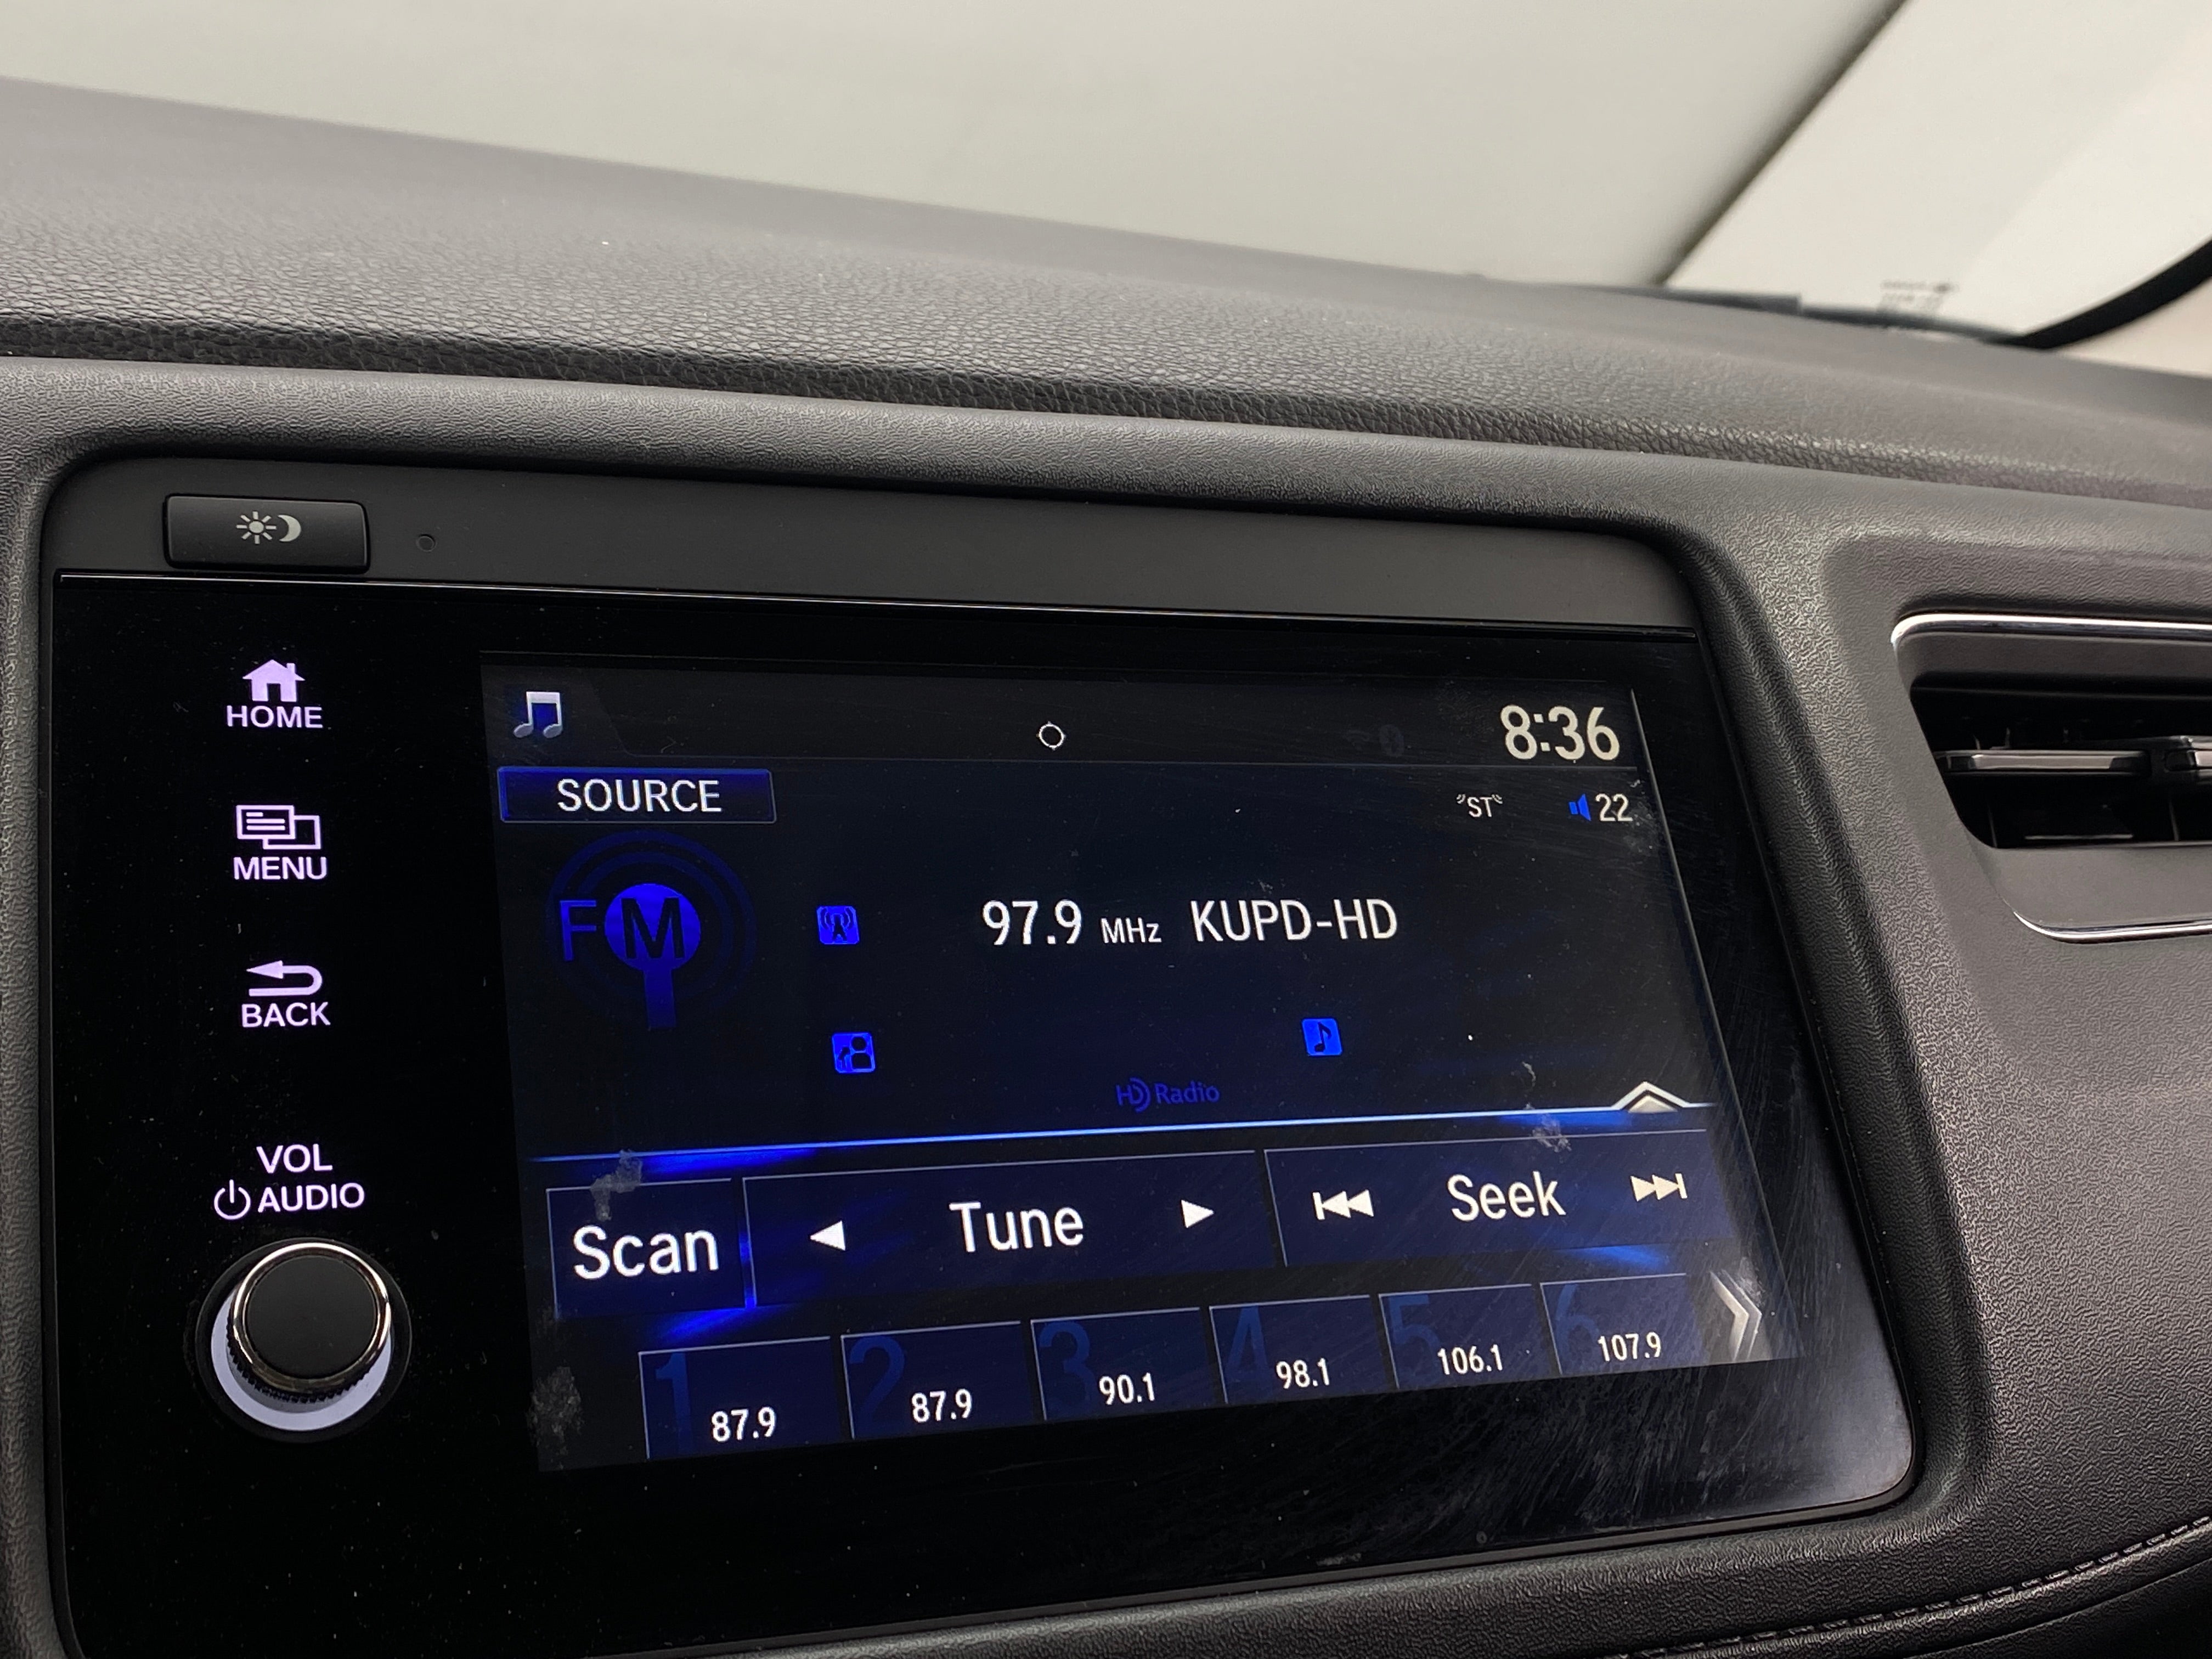 HOME
MENU
BACK
VOL
AUDIO
8:36
SOURCE
ST
22
FM
97.9 MHz KUPD-HD
HD Radio
Scan
Tune
Seek
1 87.9
2 87.9
3 90.1
4 98.1
5 106.1
6 107.9